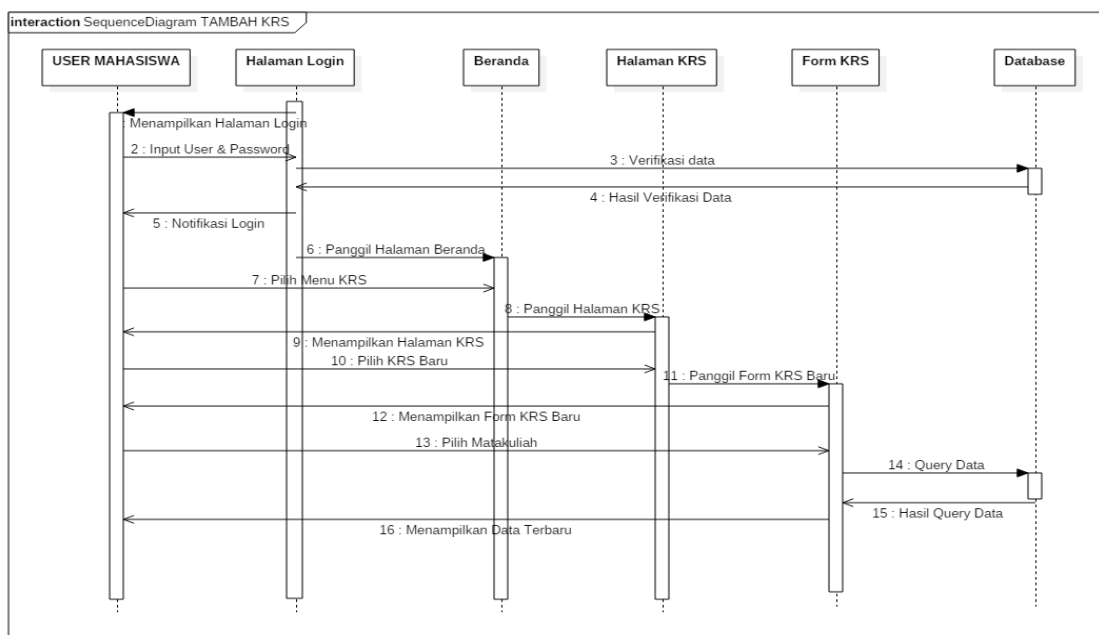 interaction SequenceDiagram TAMBAH KRS
USER MAHASISWA
Halaman Login
Beranda
Halaman KRS
Form KRS
Database
: Menampilkan Halaman Login
2 : Input User & Password
3 : Verifikasi data
4 : Hasil Verifikasi Data
5 : Notifikasi Login
6 : Panggil Halaman Beranda
7 : Pilih Menu KRS
8 : Panggil Halaman KRS
9 : Menampilkan Halaman KRS
10 : Pilih KRS Baru
11 : Panggil Form KRS Baru
12 : Menampilkan Form KRS Baru
13 : Pilih Matakuliah
14 : Query Data
15 : Hasil Query Data
16 : Menampilkan Data Terbaru